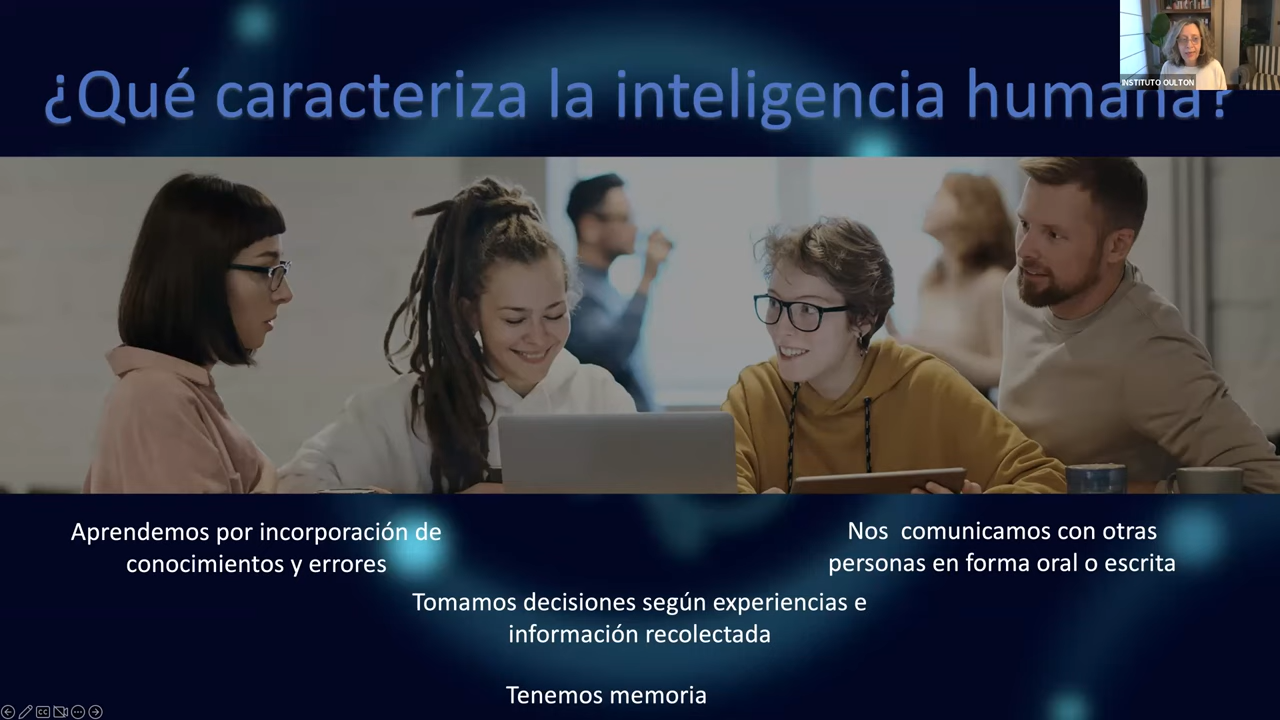 ¿Qué caracteriza la inteligencia humana?
INSTITUTO OULTON
Aprendemos por incorporación de
conocimientos y errores
Nos  comunicamos con otras
personas en forma oral o escrita
Tomamos decisiones según experiencias e
información recolectada
Tenemos memoria
CC